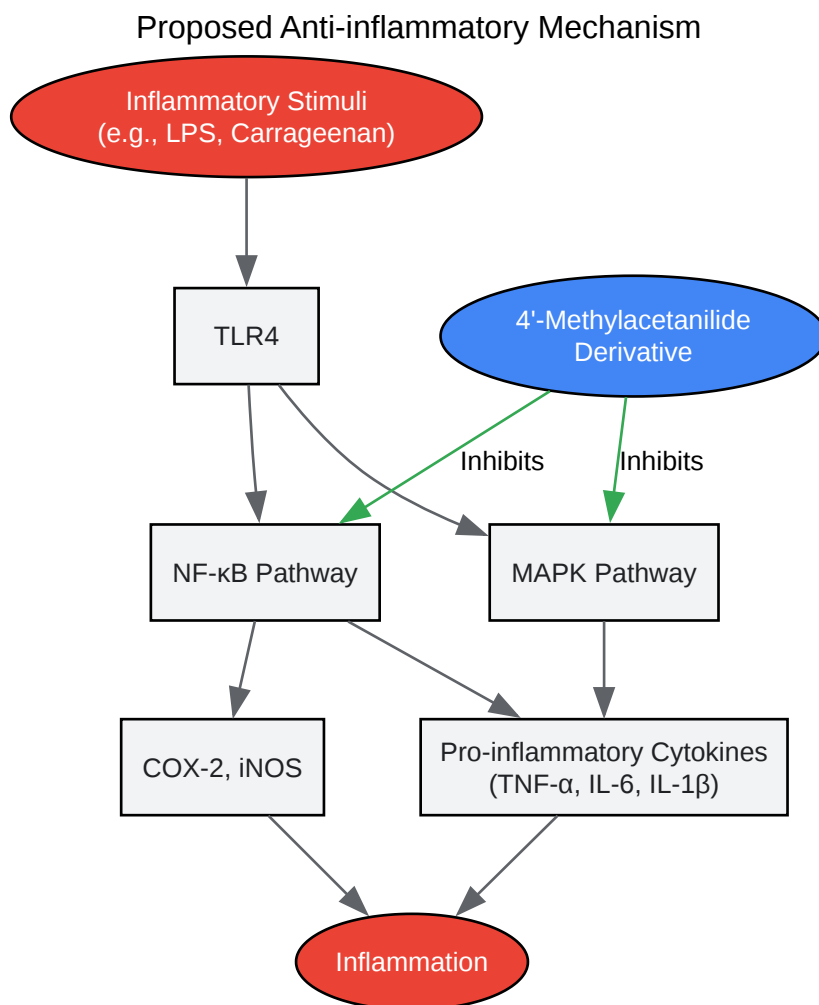 Proposed Anti-inflammatory Mechanism
Inflammatory Stimuli
(e.g., LPS, Carrageenan)
TLR4
4'-Methylacetanilide
Derivative
Inhibits
Inhibits
NF-κB Pathway
MAPK Pathway
COX-2, iNOS
Pro-inflammatory Cytokines
(TNF-α, IL-6, IL-1β)
Inflammation